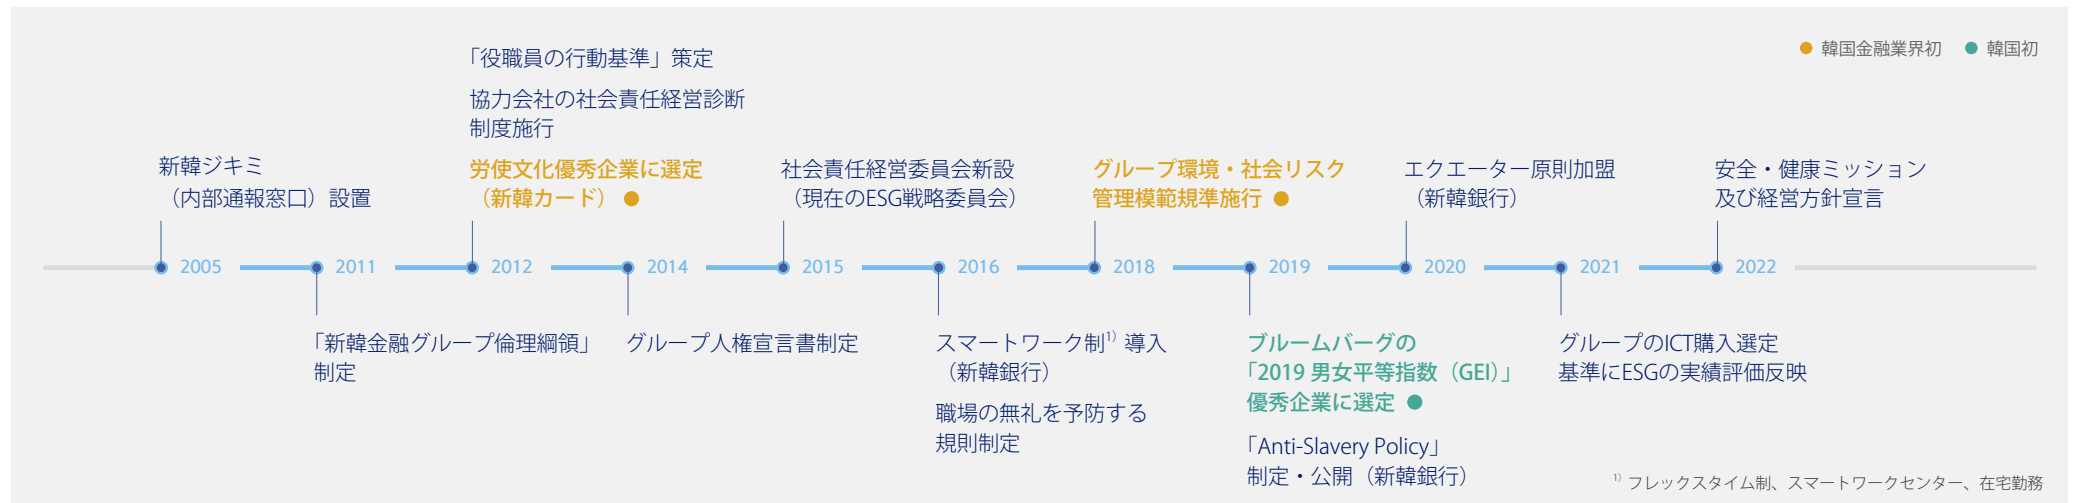 ● 韓国金融業界初 ● 韓国初
「役職員の行動基準」策定
協力会社の社会責任経営診断
制度施行
労使文化優秀企業に選定
（新韓カード） ●
新韓ジキミ
（内部通報窓口）設置
社会責任経営委員会新設
（現在のESG戦略委員会）
グループ環境・社会リスク
管理模範規準施行 ●
エクエーター原則加盟
（新韓銀行）
安全・健康ミッション
及び経営方針宣言
2005 2011 2012 2014 2015 2016 2018 2019 2020 2021 2022
「新韓金融グループ倫理綱領」
制定
グループ人権宣言書制定
スマートワーク制1) 導入
（新韓銀行）
職場の無礼を予防する
規則制定
ブルームバーグの
「2019 男女平等指数（GEI）」
優秀企業に選定 ●
「Anti-Slavery Policy」
制定・公開（新韓銀行）
グループのICT購入選定
基準にESGの実績評価反映
1) フレックスタイム制、スマートワークセンター、在宅勤務